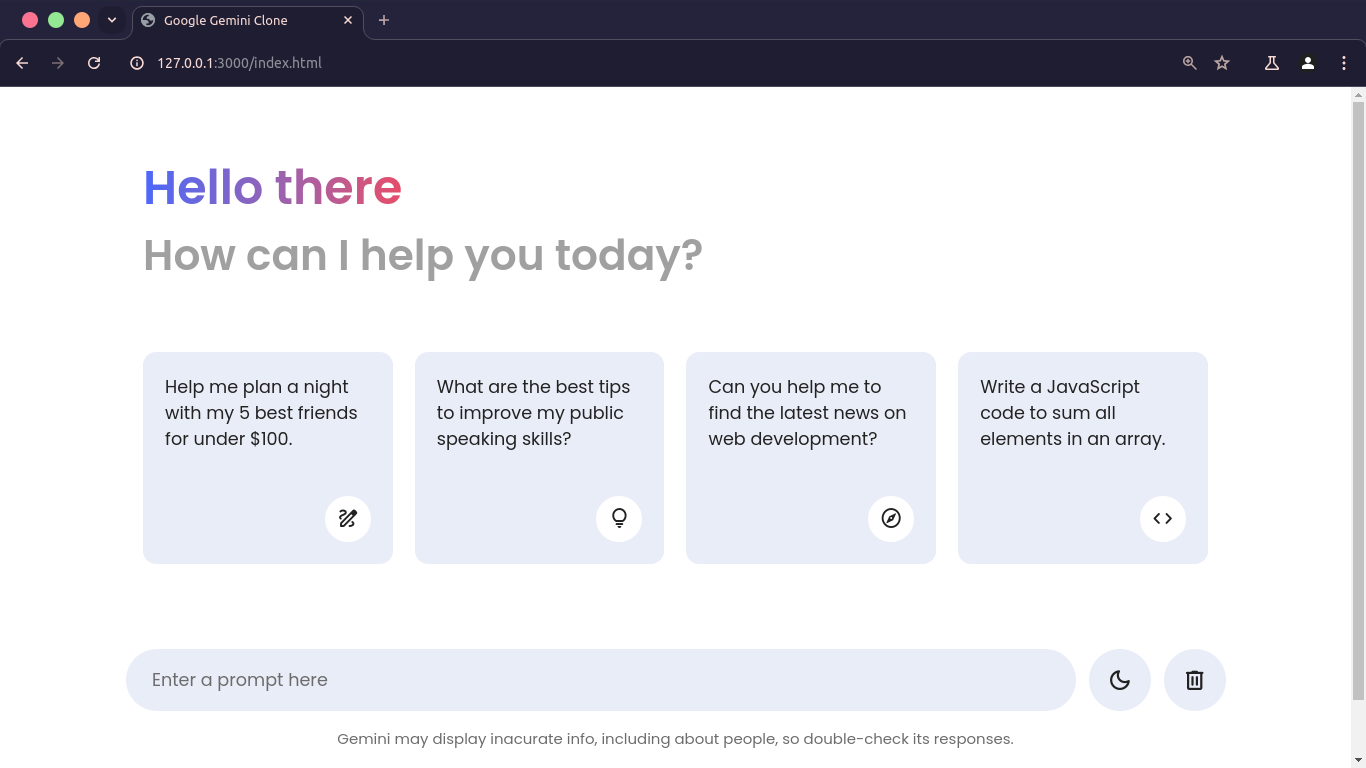 Google Gemini Clone
127.0.0.1:3000/index.html
Hello there
How can I help you today?
Help me plan a night
with my 5 best friends
for under $100.
What are the best tips
to improve my public
speaking skills?
Can you help me to
find the latest news on
web development?
Write a JavaScript
code to sum all
elements in an array.
Enter a prompt here
Gemini may display inacurate info, including about people, so double-check its responses.